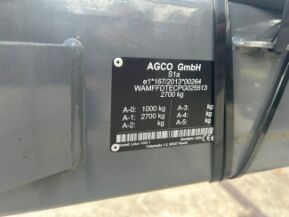 AGCO GmbH
S1a
e1*167/2013*00264
WAMFFDTECPG025513
2700 kg
A-0: 1000 kg A-3: kg
A-1: 2700 kg A-4: kg
A-2: kg A-5: kg